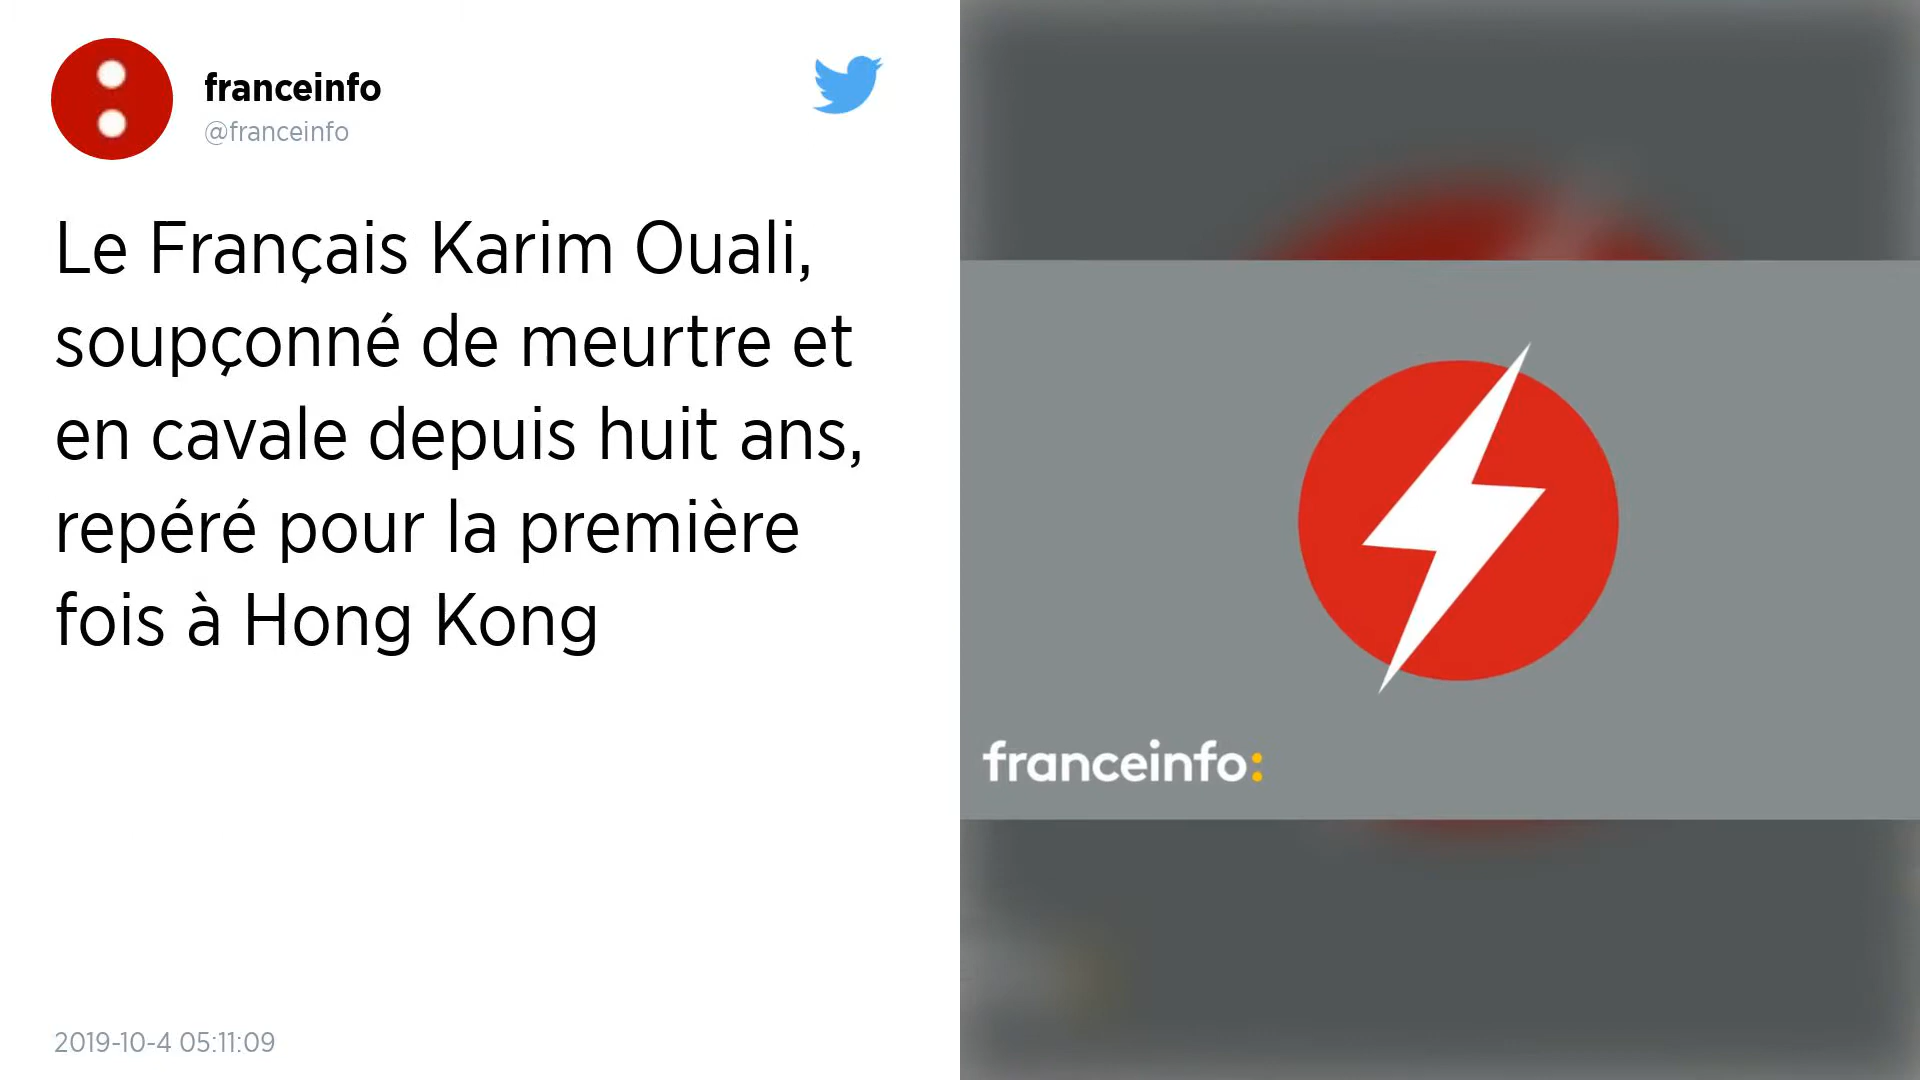 franceinfo
@franceinfo
Le Français Karim Ouali,
soupçonné de meurtre et
en cavale depuis huit ans,
repéré pour la première
fois à Hong Kong
2019-10-4 05:11:09
franceinfo: